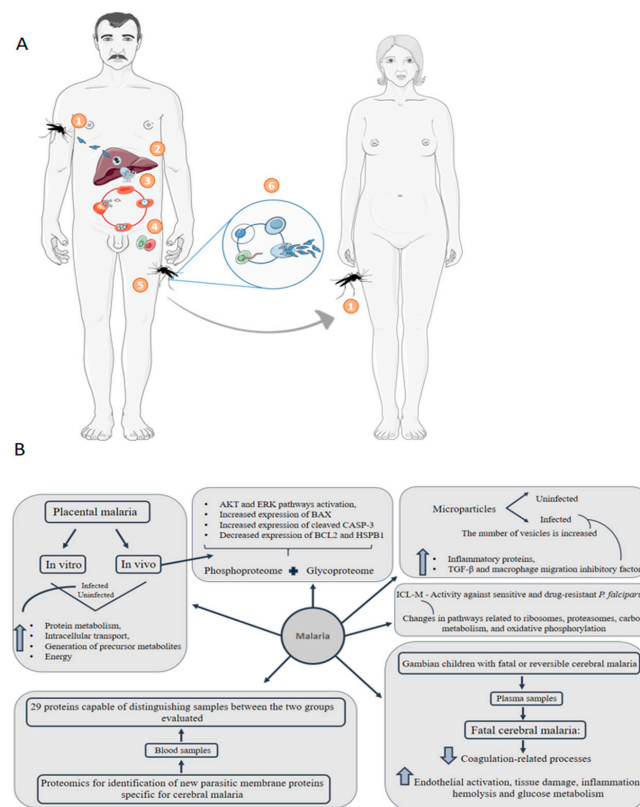 A
1
2
3
4
5
6
1
B
Placental malaria
In vitro
In vivo
Infected
Uninfected
• Protein metabolism,
• Intracellular transport,
• Generation of precursor metabolites
• Energy
• AKT and ERK pathways activation,
• Increased expression of BAX
• Increased expression of cleaved CASP-3
• Decreased expression of BCL2 and HSPB1
Phosphoproteome + Glycoproteome
Microparticles
Uninfected
Infected
The number of vesicles is increased
• Inflammatory proteins,
• TGF-β and macrophage migration inhibitory factor
ICL-M - Activity against sensitive and drug-resistant P. falciparu
Changes in pathways related to ribosomes, proteasomes, carbo
metabolism, and oxidative phosphorylation
Malaria
Gambian children with fatal or reversible cerebral malaria
Plasma samples
Fatal cerebral malaria:
Coagulation-related processes
Endothelial activation, tissue damage, inflammation
hemolysis and glucose metabolism
29 proteins capable of distinguishing samples between the two groups
evaluated
Blood samples
Proteomics for identification of new parasitic membrane proteins
specific for cerebral malaria